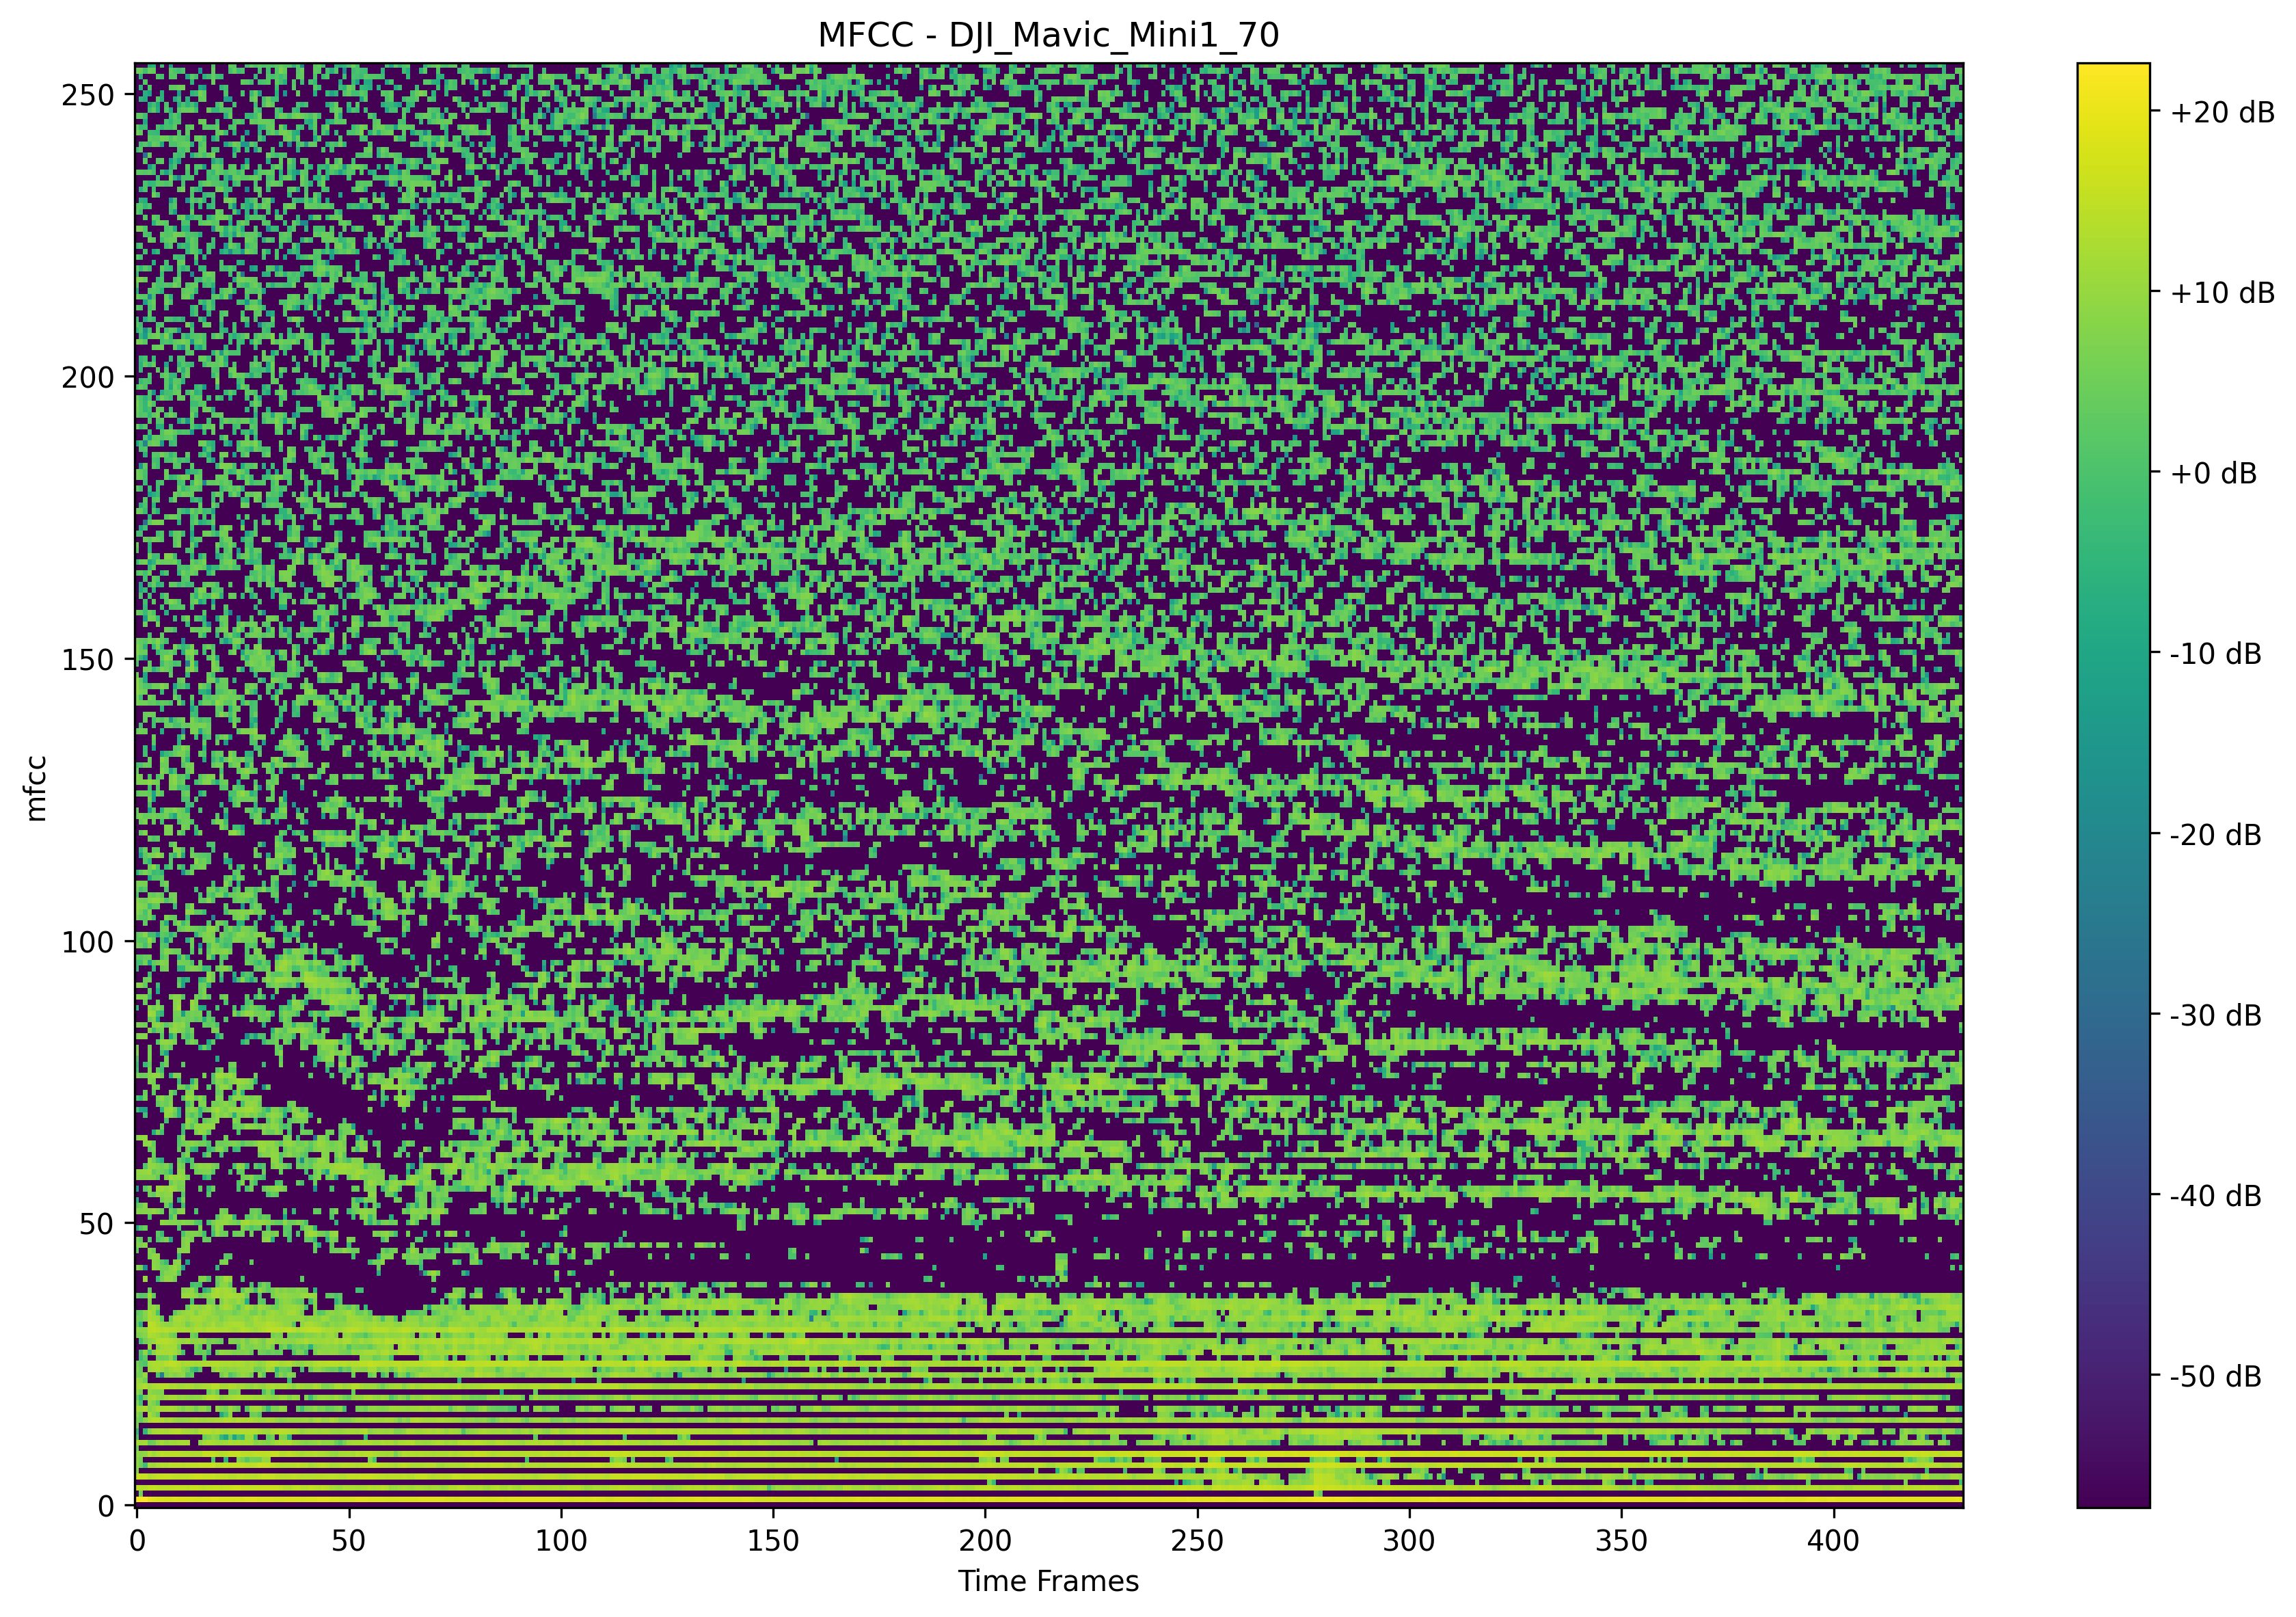 MFCC - DJI_Mavic_Mini1_70
250
200
150
100
50
0
mfcc
0 50 100 150 200 250 300 350 400
Time Frames
+20 dB
+10 dB
+0 dB
-10 dB
-20 dB
-30 dB
-40 dB
-50 dB